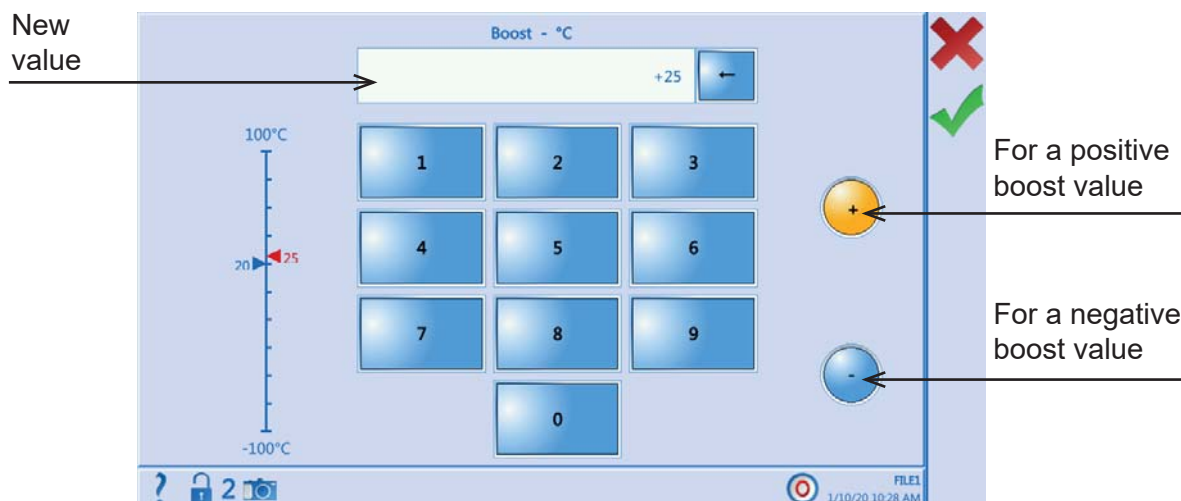 New
value
Boost - °C
+25
←
100°C
1
2
3
For a positive
boost value
+
4
5
6
20
25
7
8
9
For a negative
boost value
-
0
-100°C
? 2
FILE1
1/10/20 10:28 AM